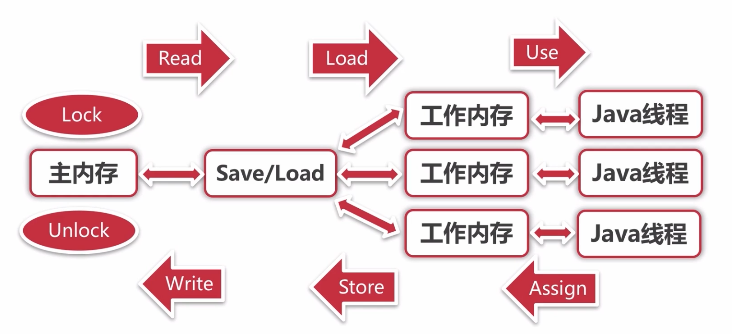 Read
Load
Use
Lock
工作内存
Java线程
主内存
Save/Load
工作内存
Java线程
Unlock
工作内存
Java线程
Write
Store
Assign